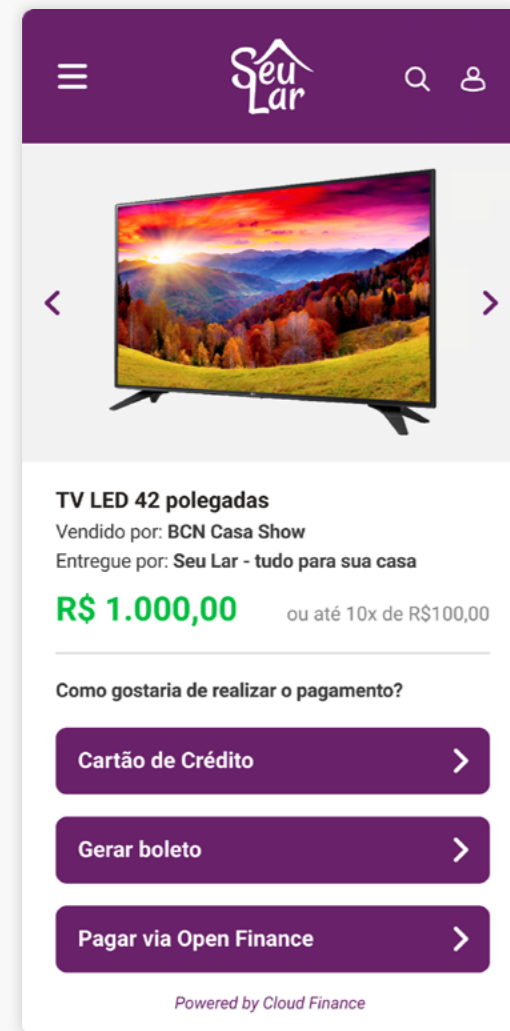 Seu
Lar
TV LED 42 polegadas
Vendido por: BCN Casa Show
Entregue por: Seu Lar - tudo para sua casa
R$ 1.000,00 ou até 10x de R$100,00
Como gostaria de realizar o pagamento?
Cartão de Crédito
Gerar boleto
Pagar via Open Finance
Powered by Cloud Finance